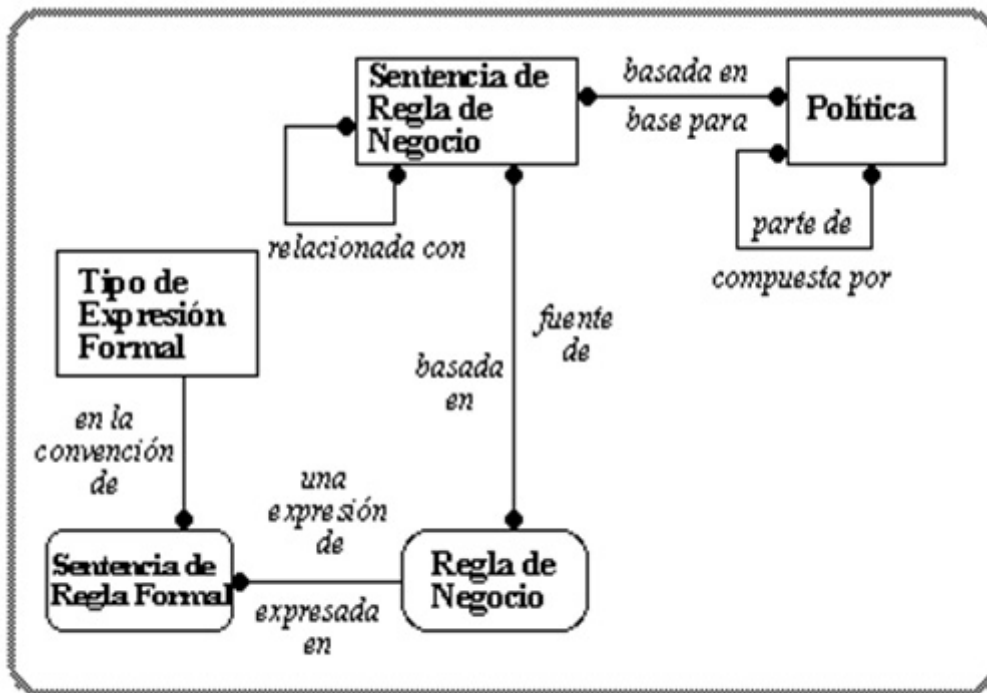 Sentencia de
Regla de
Negocio
basada en
base para
Política
relacionada con
parte de
compuesta por
Tipo de
Expresión
Formal
fuente
de
basada
en
en la
convención
de
una
expresión
de
Sentencia de
Regla Formal
expresada
en
Regla de
Negocio